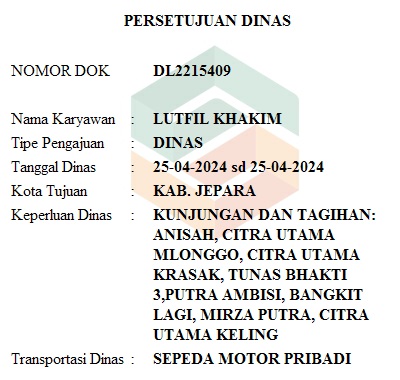 PERSETUJUAN DINAS
NOMOR DOK DL2215409
Nama Karyawan : LUTFIL KHAKIM
Tipe Pengajuan : DINAS
Tanggal Dinas : 25-04-2024 sd 25-04-2024
Kota Tujuan : KAB. JEPARA
Keperluan Dinas : KUNJUNGAN DAN TAGIHAN:
ANISAH, CITRA UTAMA
MLONGGO, CITRA UTAMA
KRASAK, TUNAS BHAKTI
3,PUTRA AMBISI, BANGKIT
LAGI, MIRZA PUTRA, CITRA
UTAMA KELING
Transportasi Dinas : SEPEDA MOTOR PRIBADI